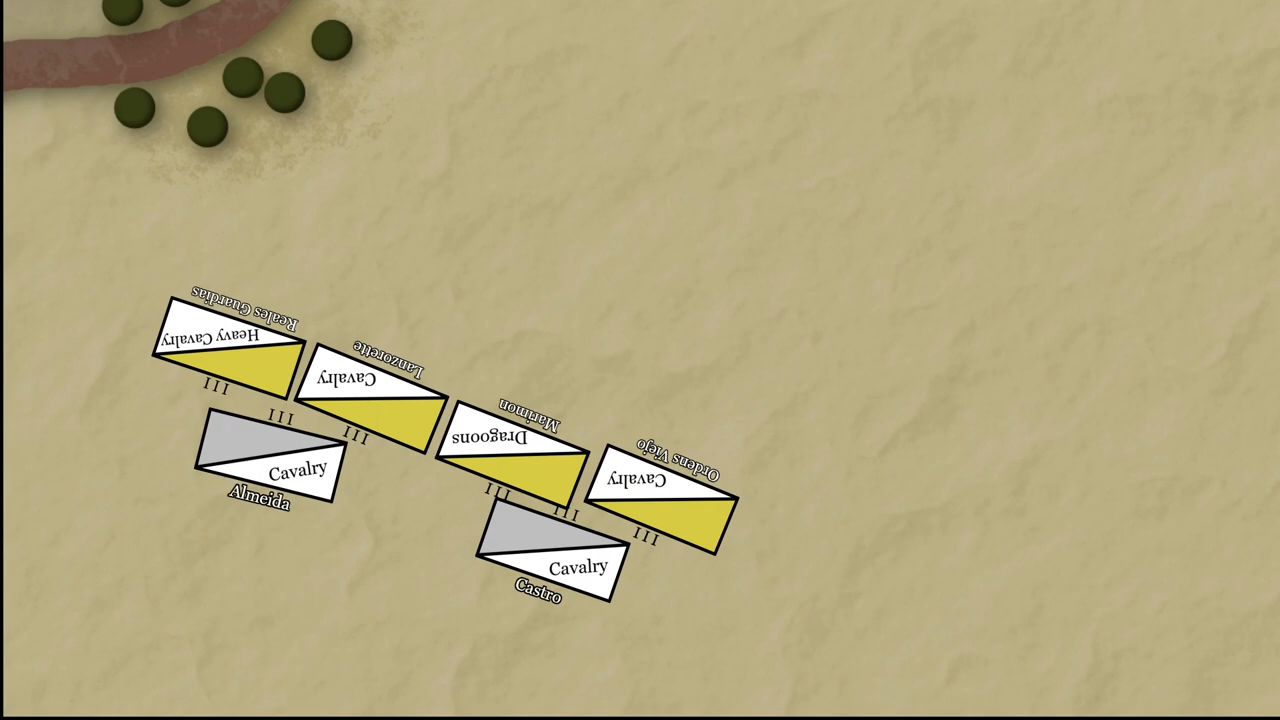 Reales Guardias
Heavy Cavalry
III
Lanzorette
Cavalry
III
Marimon
Dragoons
III
Ordens Viejo
Cavalry
III
III
Cavalry
Almeida
III
Cavalry
Castro